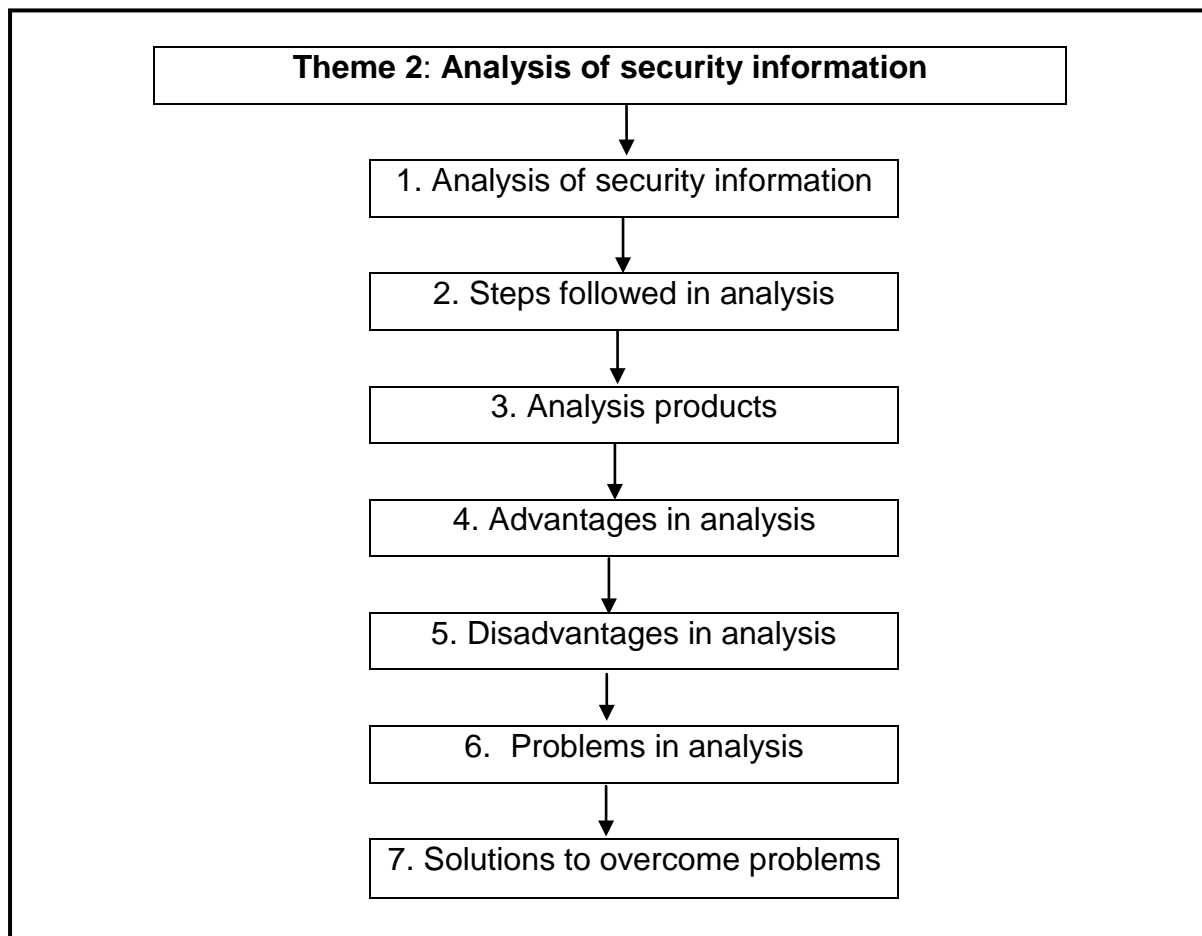 Theme 2: Analysis of security information
1. Analysis of security information
2. Steps followed in analysis
3. Analysis products
4. Advantages in analysis
5. Disadvantages in analysis
6. Problems in analysis
7. Solutions to overcome problems